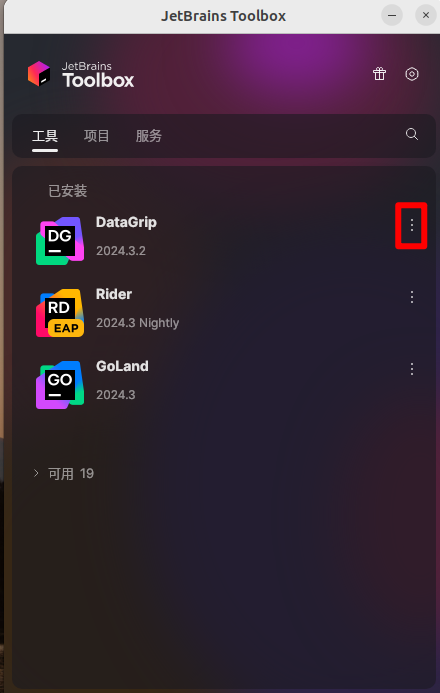 JetBrains Toolbox
JetBrains
Toolbox
工具 项目 服务
已安装
DG
DataGrip
2024.3.2
RD
EAP
Rider
2024.3 Nightly
GO
GoLand
2024.3
可用 19